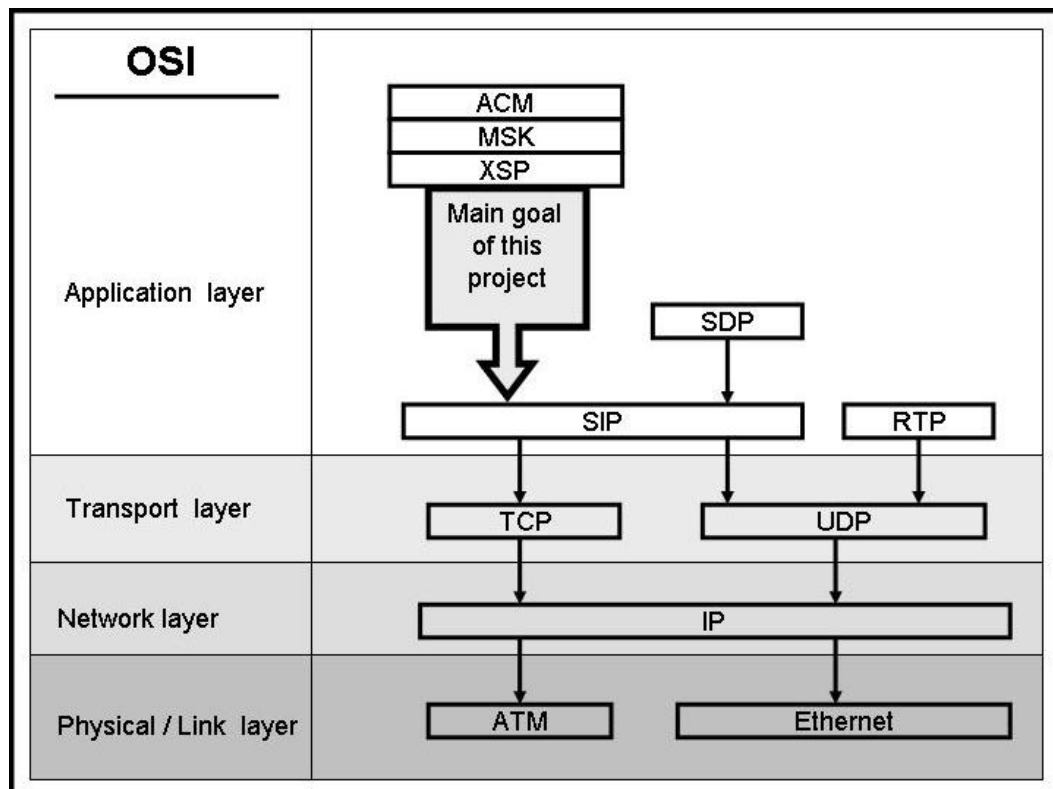 OSI
ACM
MSK
XSP
Main goal
of this
project
Application layer
SDP
SIP
RTP
Transport layer
TCP
UDP
Network layer
IP
Physical / Link layer
ATM
Ethernet